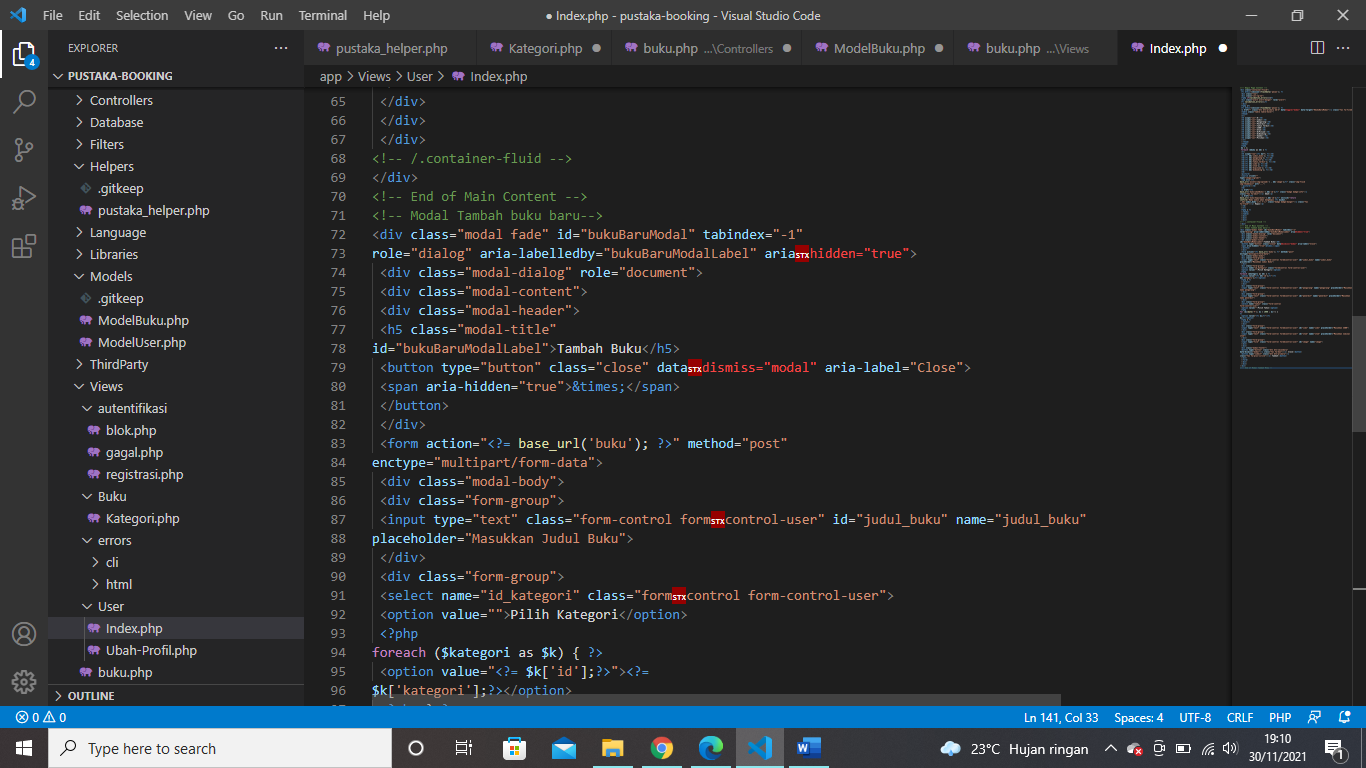 File Edit Selection View Go Run Terminal Help
● Index.php - pustaka-booking - Visual Studio Code
EXPLORER
pustaka_helper.php
Kategori.php
buku.php ...\Controllers
ModelBuku.php
buku.php ...\Views
Index.php
PUSTAKA-BOOKING
app > Views > User > Index.php
4
Controllers
Database
Filters
Helpers
.gitkeep
pustaka_helper.php
Language
Libraries
Models
.gitkeep
ModelBuku.php
ModelUser.php
ThirdParty
Views
autentifikasi
blok.php
gagal.php
registrasi.php
Buku
Kategori.php
errors
cli
html
User
Index.php
Ubah-Profil.php
buku.php
OUTLINE
65 </div>
66 </div>
67 </div>
68 <!-- /.container-fluid -->
69 </div>
70 <!-- End of Main Content -->
71 <!-- Modal Tambah buku baru-->
72 <div class="modal fade" id="bukuBaruModal" tabindex="-1"
73 role="dialog" aria-labelledby="bukuBaruModalLabel" ariaSTXhidden="true">
74 <div class="modal-dialog" role="document">
75 <div class="modal-content">
76 <div class="modal-header">
77 <h5 class="modal-title"
78 id="bukuBaruModalLabel">Tambah Buku</h5>
79 <button type="button" class="close" dataSTXdismiss="modal" aria-label="Close">
80 <span aria-hidden="true">&times;</span>
81 </button>
82 </div>
83 <form action="<?= base_url('buku'); ?>" method="post"
84 enctype="multipart/form-data">
85 <div class="modal-body">
86 <div class="form-group">
87 <input type="text" class="form-control formSTXcontrol-user" id="judul_buku" name="judul_buku"
88 placeholder="Masukkan Judul Buku">
89 </div>
90 <div class="form-group">
91 <select name="id_kategori" class="formSTXcontrol form-control-user">
92 <option value="">Pilih Kategori</option>
93 <?php
94 foreach ($kategori as $k) { ?>
95 <option value="<?= $k['id'];?>"><?=
96 $k['kategori'];?></option>
0 0
Ln 141, Col 33 Spaces: 4 UTF-8 CRLF PHP
Type here to search
23°C Hujan ringan
19:10
30/11/2021
1